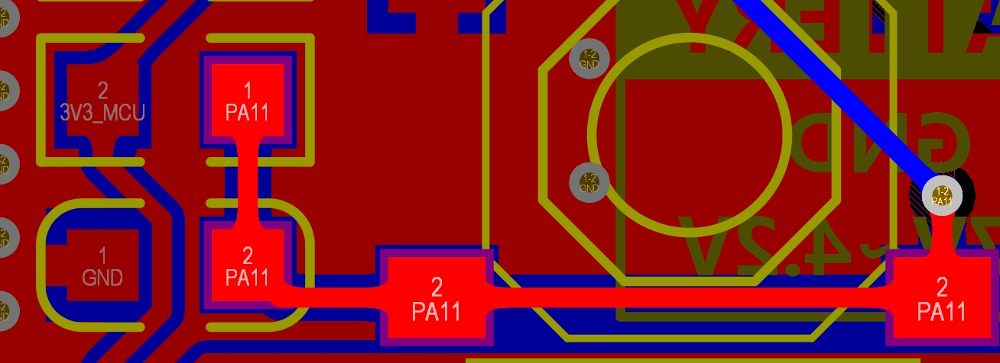 2
3V3_MCU
1
PA11
1
GND
2
PA11
2
PA11
2
PA11
1-2
GND
1-2
GND
1-2
PA11
GND